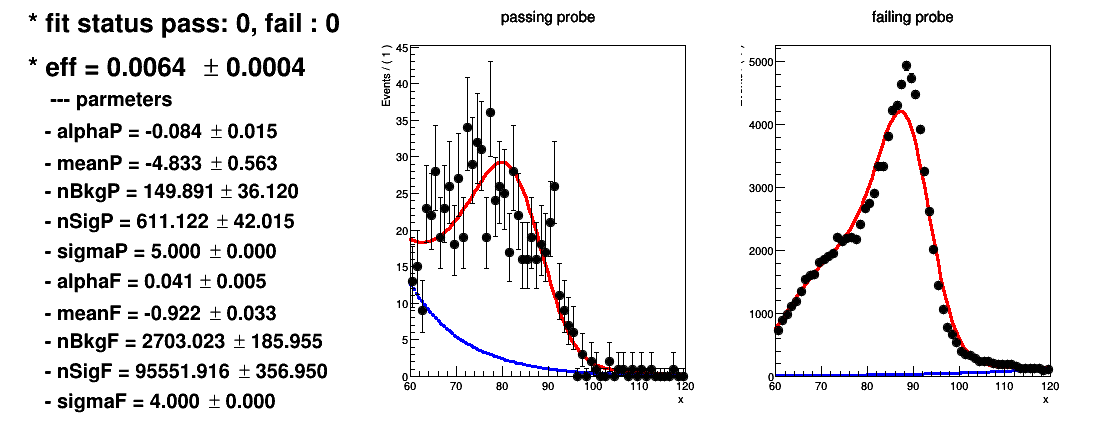 * fit status pass: 0, fail : 0
* eff = 0.0064 ± 0.0004
--- parmeters
- alphaP = -0.084 ± 0.015
- meanP = -4.833 ± 0.563
- nBkgP = 149.891 ± 36.120
- nSigP = 611.122 ± 42.015
- sigmaP = 5.000 ± 0.000
- alphaF = 0.041 ± 0.005
- meanF = -0.922 ± 0.033
- nBkgF = 2703.023 ± 185.955
- nSigF = 95551.916 ± 356.950
- sigmaF = 4.000 ± 0.000
passing probe
Events / ( 1 )
45
40
35
30
25
20
15
10
5
0
60 70 80 90 100 110 120
x
failing probe
5000
4000
3000
2000
1000
0
60 70 80 90 100 110 120
x